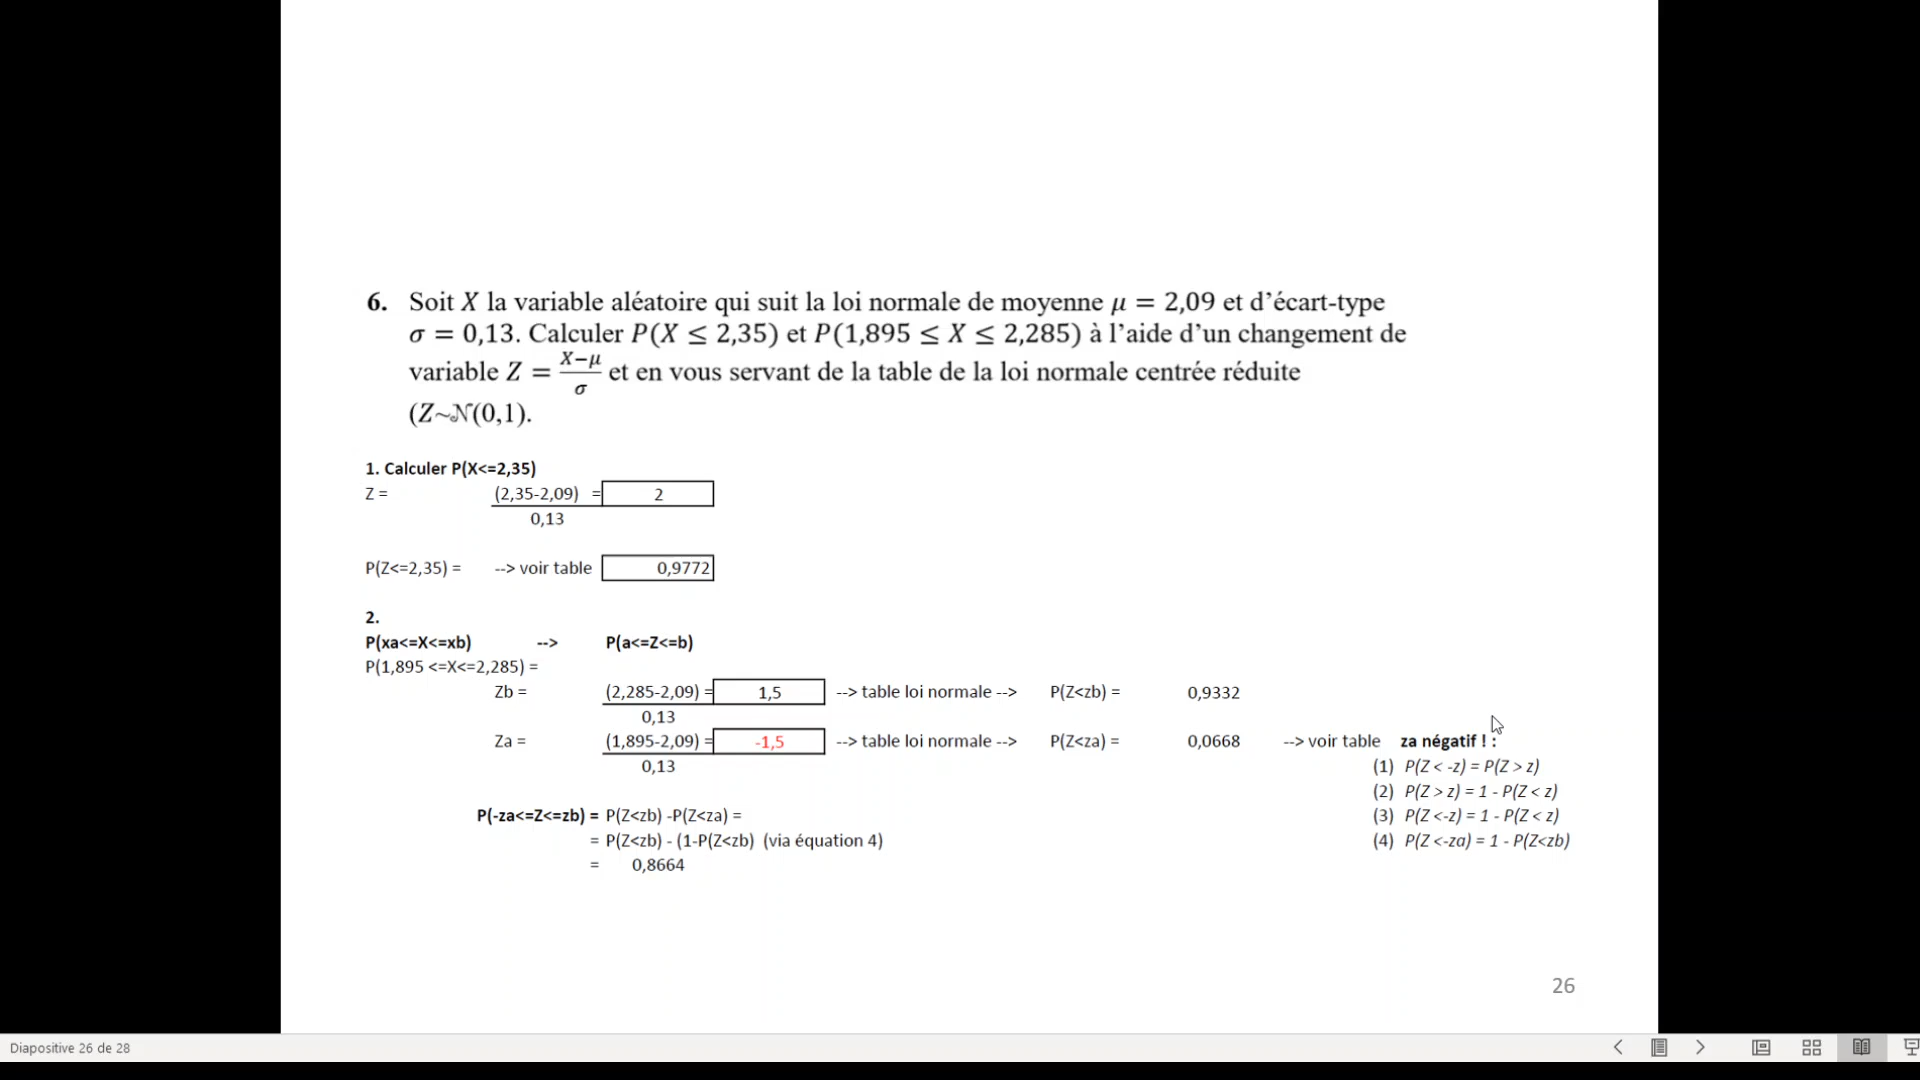 6. Soit X la variable aléatoire qui suit la loi normale de moyenne μ = 2,09 et d’écart-type
σ = 0,13. Calculer P(X ≤ 2,35) et P(1,895 ≤ X ≤ 2,285) à l’aide d’un changement de
variable Z = X−μ/σ et en vous servant de la table de la loi normale centrée réduite
(Z~𝒩(0,1).
1. Calculer P(X<=2,35)
Z = (2,35-2,09) = 2
0,13
P(Z<=2,35) = --> voir table 0,9772
2.
P(xa<=X<=xb) --> P(a<=Z<=b)
P(1,895 <=X<=2,285) =
Zb = (2,285-2,09) = 1,5 --> table loi normale --> P(Z<zb) = 0,9332
0,13
Za = (1,895-2,09) = -1,5 --> table loi normale --> P(Z<za) = 0,0668 --> voir table za négatif ! :
0,13
(1) P(Z < -z) = P(Z > z)
(2) P(Z > z) = 1 - P(Z < z)
(3) P(Z <-z) = 1 - P(Z < z)
(4) P(Z <-za) = 1 - P(Z<zb)
P(-za<=Z<=zb) = P(Z<zb) -P(Z<za) =
= P(Z<zb) - (1-P(Z<zb) (via équation 4)
= 0,8664
26
Diapositive 26 de 28